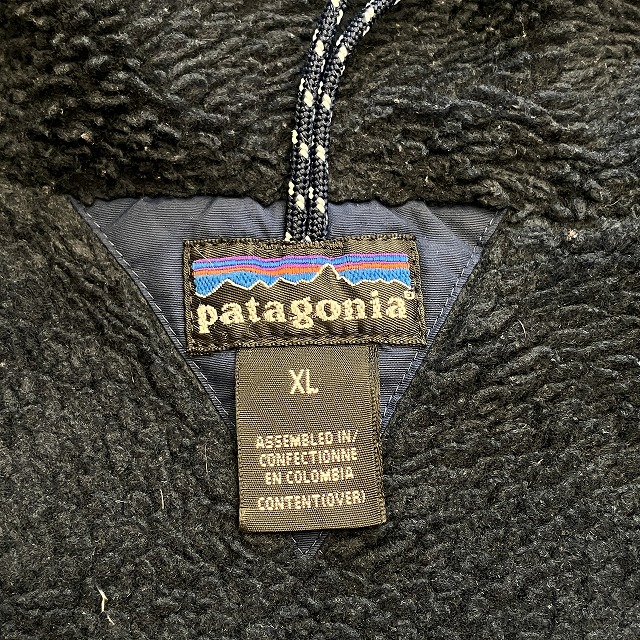 patagonia®
XL
ASSEMBLED IN/
CONFECTIONNE
EN COLOMBIA
CONTENT(OVER)